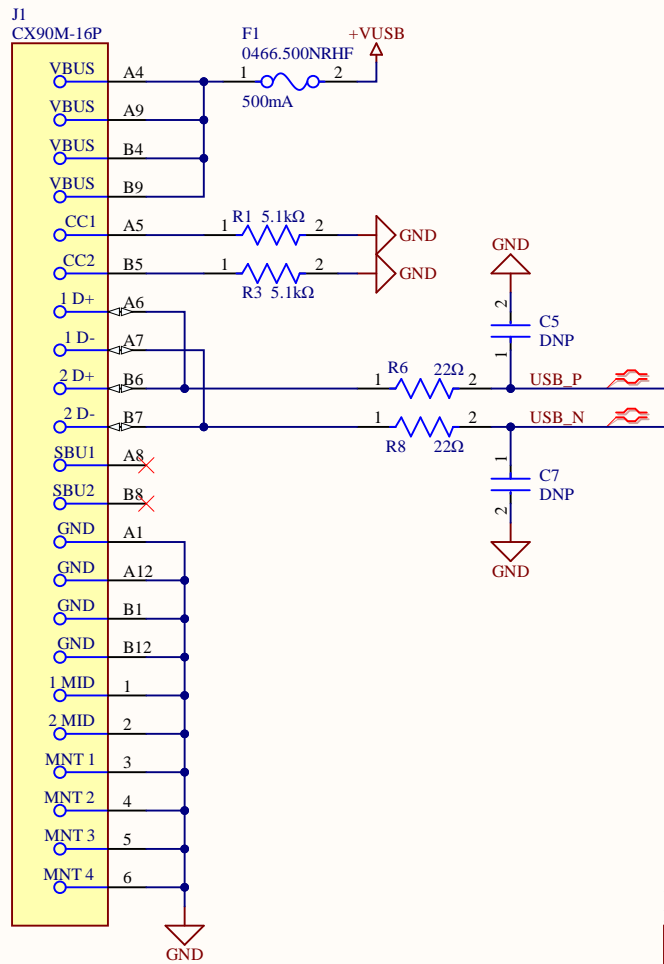 J1
CX90M-16P
VBUS A4
VBUS A9
VBUS B4
VBUS B9
CC1 A5
CC2 B5
1 D+ A6
1 D- A7
2 D+ B6
2 D- B7
SBU1 A8
SBU2 B8
GND A1
GND A12
GND B1
GND B12
1 MID 1
2 MID 2
MNT 1 3
MNT 2 4
MNT 3 5
MNT 4 6
GND
F1
0466.500NRHF
1 2
500mA
+VUSB
R1 5.1kΩ
1 2
GND
1 2
R3 5.1kΩ
GND
GND
2
C5
DNP
1
R6 22Ω
1 2
USB_P
1 2
R8 22Ω
USB_N
1
C7
DNP
2
GND